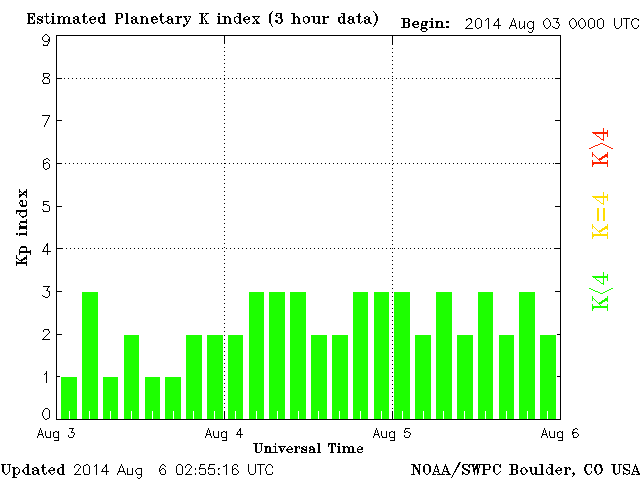 Estimated Planetary K index (3 hour data) Begin: 2014 Aug 03 0000 UTC
9
8
7
6
5
4
3
2
1
0
Kp index
K>4
K=4
K<4
Aug 3 Aug 4 Aug 5 Aug 6
Universal Time
Updated 2014 Aug 6 02:55:16 UTC NOAA/SWPC Boulder, CO USA